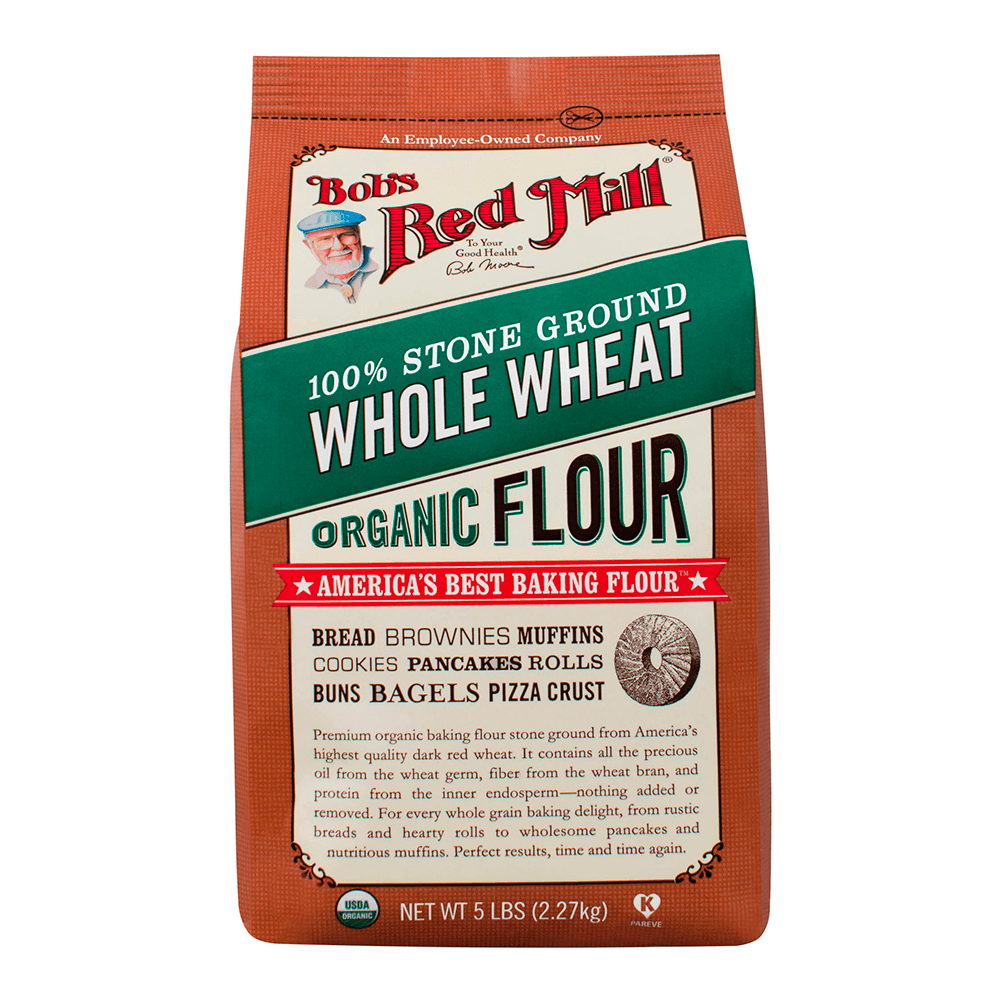 An Employee-Owned Company
Bob's
Red Mill®
To Your
Good Health®
Bob Moore
100% STONE GROUND
WHOLE WHEAT
ORGANIC FLOUR
★ AMERICA'S BEST BAKING FLOUR™ ★
BREAD BROWNIES MUFFINS
COOKIES PANCAKES ROLLS
BUNS BAGELS PIZZA CRUST
Premium organic baking flour stone ground from America's
highest quality dark red wheat. It contains all the precious
oil from the wheat germ, fiber from the wheat bran, and
protein from the inner endosperm—nothing added or
removed. For every whole grain baking delight, from rustic
breads and hearty rolls to wholesome pancakes and
nutritious muffins. Perfect results, time and time again.
USDA
ORGANIC
NET WT 5 LBS (2.27kg)
K
PAREVE